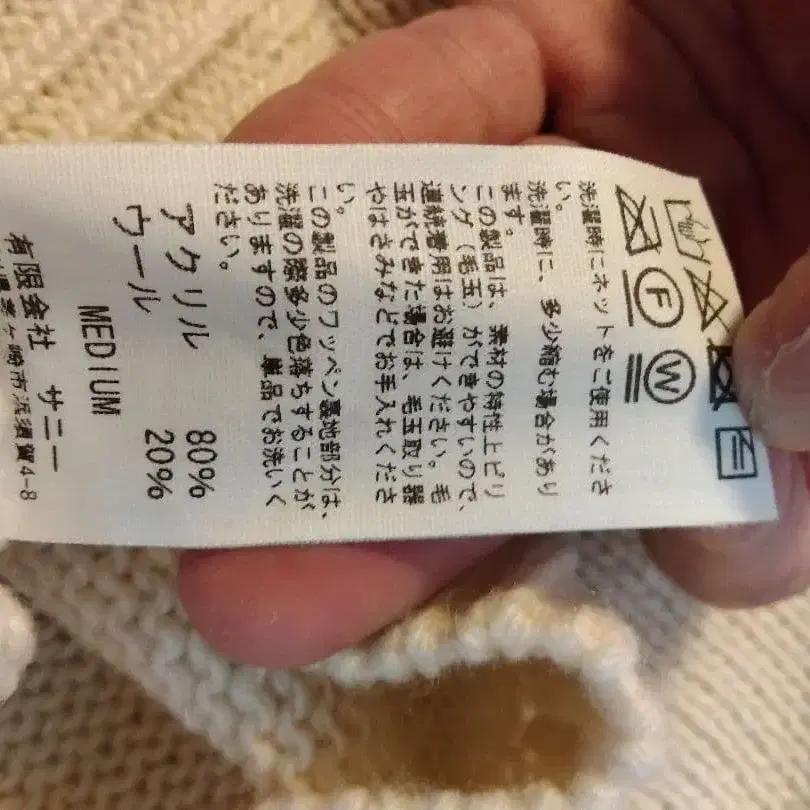 F W
洗濯時にネットをご使用くださ
い。
洗濯時に、多少縮む場合があり
ます。
この製品は、素材の特性上ピリ
ング(毛玉)ができやすいので、
連続着用はお避けください。毛
玉ができた場合は、毛玉取り器
やはさみなどでお手入れくださ
い。
この製品のワッペン裏地部分は、
洗濯の際多少色落ちすることが
ありますので、単品でお洗いく
ださい。
アクリル 80%
ウール 20%
MEDIUM
有限会社 サニー
ヶ崎市浜須賀4-8